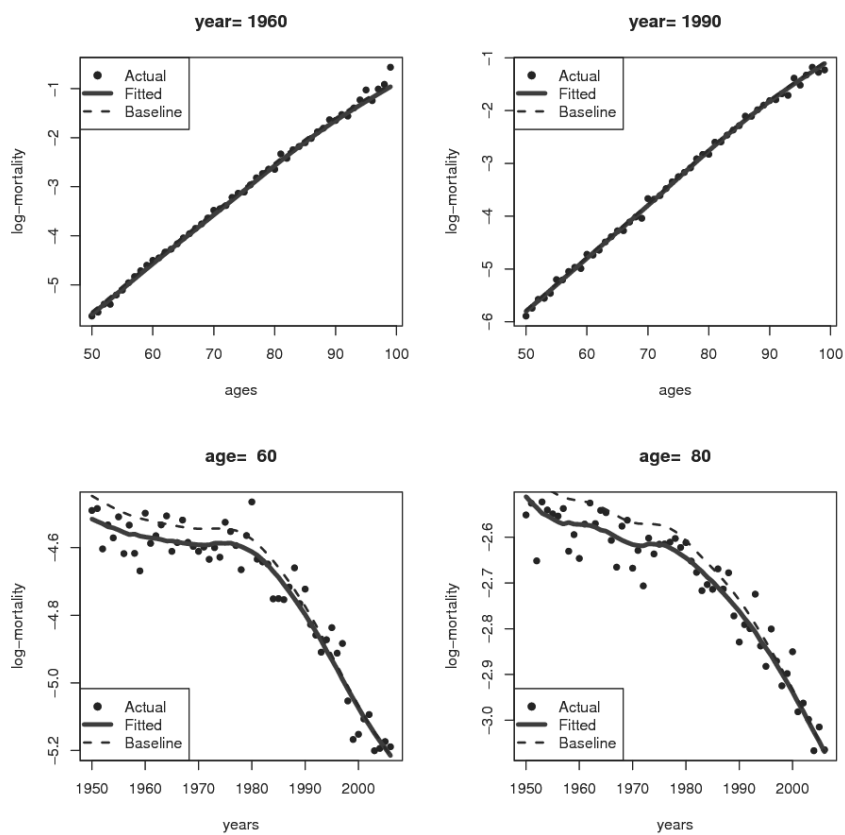 year= 1960
Actual
Fitted
Baseline
log−mortality
−1
−2
−3
−4
−5
50 60 70 80 90 100
ages
year= 1990
Actual
Fitted
Baseline
log−mortality
−1
−2
−3
−4
−5
−6
50 60 70 80 90 100
ages
age= 60
log−mortality
−4.6
−4.8
−5.0
−5.2
Actual
Fitted
Baseline
1950 1960 1970 1980 1990 2000
years
age= 80
log−mortality
−2.6
−2.7
−2.8
−2.9
−3.0
Actual
Fitted
Baseline
1950 1960 1970 1980 1990 2000
years